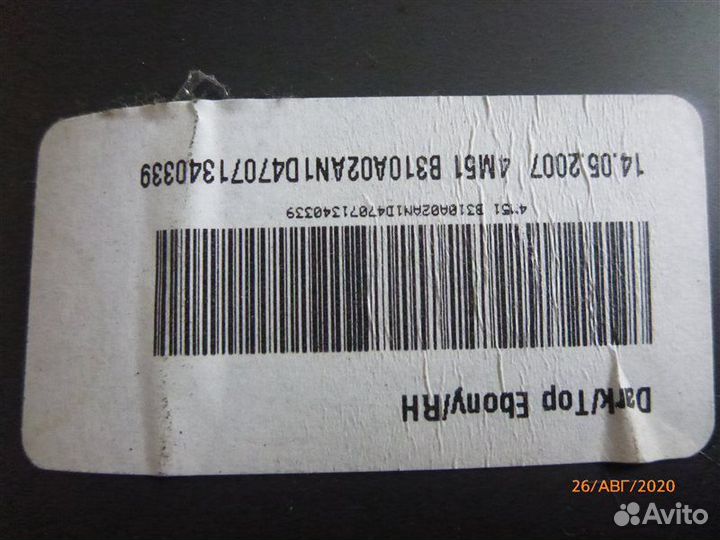 Dark/Top Ebony/RH
4M51 B310A02AN1D47071340339
14.05.2007 4M51 B310A02AN1D47071340339
26/АВГ/2020
Avito